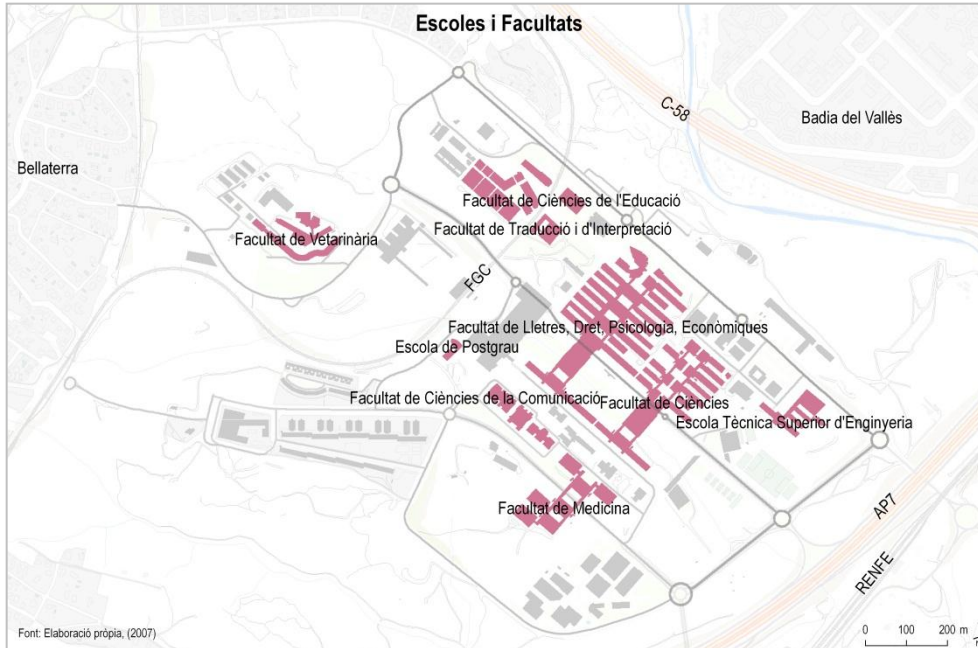 Escoles i Facultats
C-58
Badia del Vallès
Bellaterra
Facultat de Ciències de l'Educació
Facultat de Traducció i d'Interpretació
Facultat de Vetarinària
FGC
Facultat de Lletres, Dret, Psicologia, Econòmiques
Escola de Postgrau
Facultat de Ciències de la Comunicació
Facultat de Ciències
Escola Tècnica Superior d'Enginyeria
Facultat de Medicina
AP7
RENFE
Font: Elaboració pròpia, (2007)
0 100 200 m